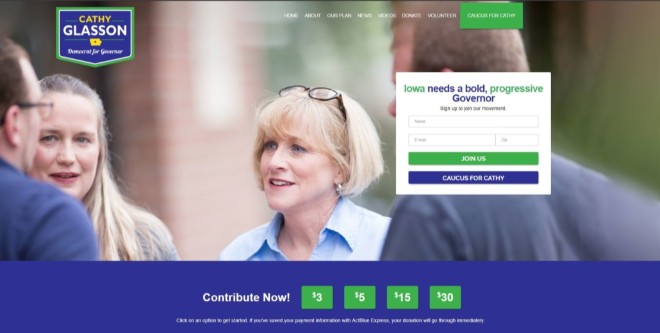 CATHY
GLASSON
Democrat for Governor
HOME ABOUT OUR PLAN NEWS VIDEOS DONATE VOLUNTEER CAUCUS FOR CATHY
Iowa needs a bold, progressive
Governor
Sign up to join our movement.
Name
E-mail Zip
JOIN US
CAUCUS FOR CATHY
Contribute Now! $3 $5 $15 $30
Click on an option to get started. If you've saved your payment information with ActBlue Express, your donation will go through immediately.